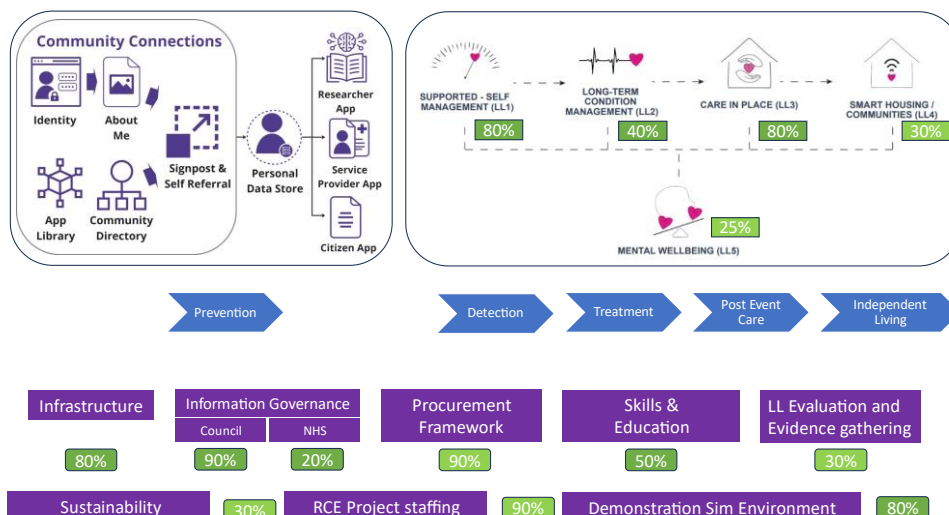 Community Connections
Identity
About
Me
App
Library
Community
Directory
Signpost &
Self Referral
Personal
Data Store
Researcher
App
Service
Provider App
Citizen App
SUPPORTED - SELF
MANAGEMENT (LL1)
80%
LONG-TERM
CONDITION
MANAGEMENT (LL2)
40%
CARE IN PLACE (LL3)
80%
SMART HOUSING /
COMMUNITIES (LL4)
30%
25%
MENTAL WELLBEING (LL5)
Prevention
Detection
Treatment
Post Event
Care
Independent
Living
Infrastructure
80%
Information Governance
Council
NHS
90%
20%
Procurement
Framework
90%
Skills &
Education
50%
LL Evaluation and
Evidence gathering
30%
Sustainability
30%
RCE Project staffing
90%
Demonstration Sim Environment
80%